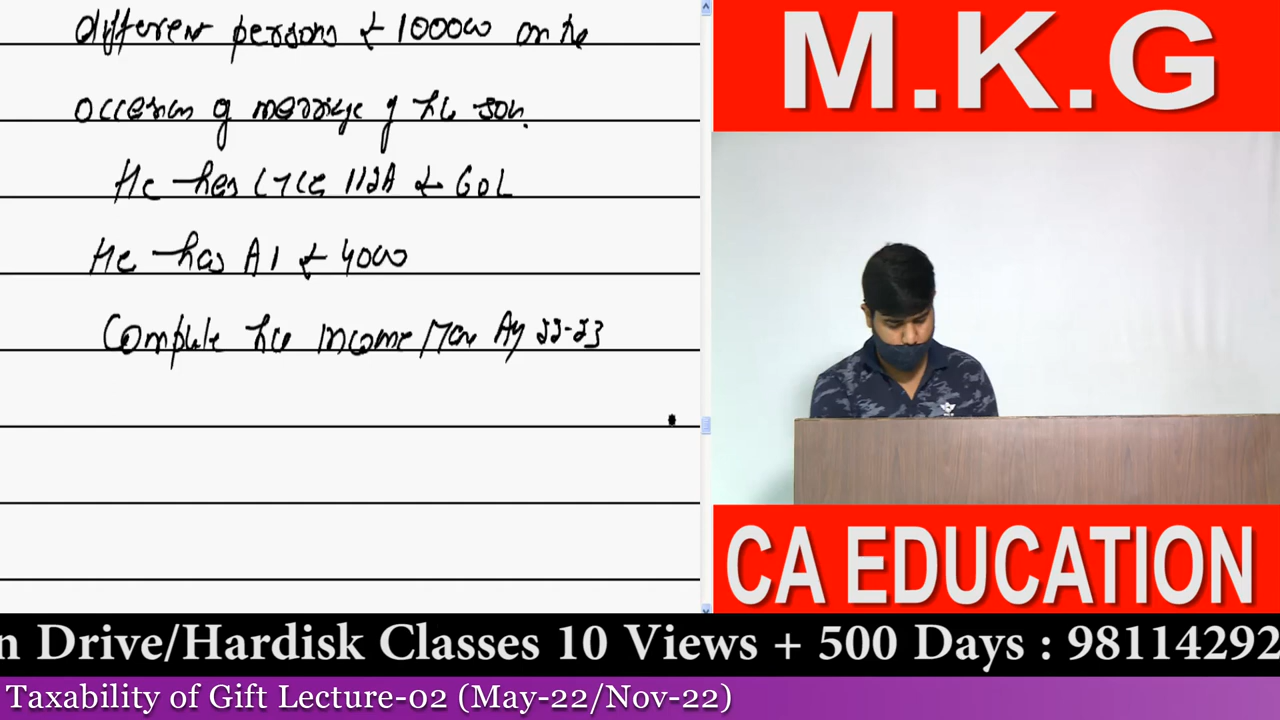 different persons ₹ 100000 on the
occasion of marriage of his son.
He has LTCG 112A ₹ 60L
He has AI ₹ 4000
Compute his income Tax Ay 22-23
M.K.G
CA EDUCATION
n Drive/Hardisk Classes 10 Views + 500 Days : 98114292
Taxability of Gift Lecture-02 (May-22/Nov-22)